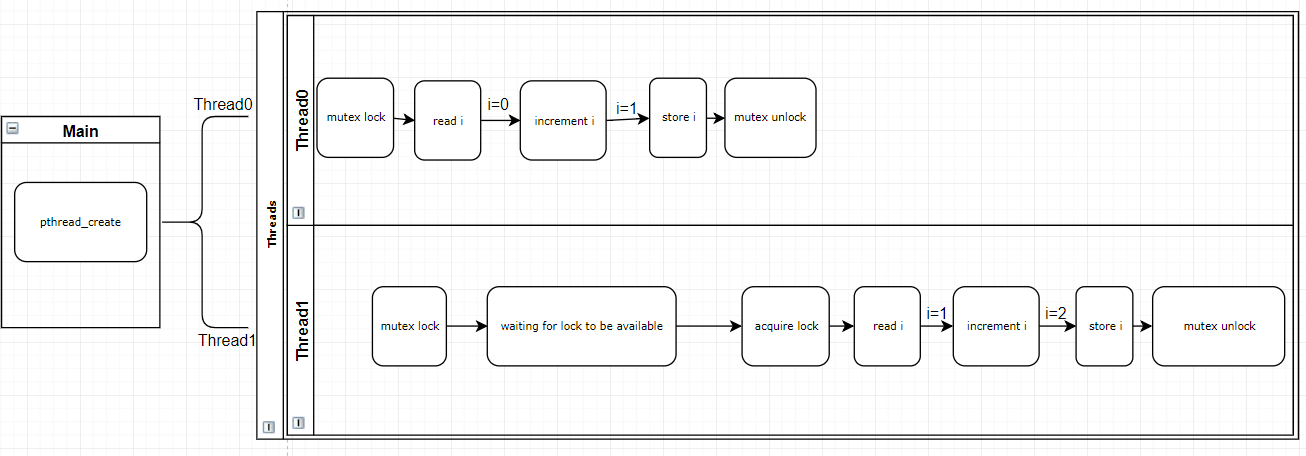 Main
pthread_create
Thread0
Thread1
Threads
Thread0
mutex lock
read i
i=0
increment i
i=1
store i
mutex unlock
Thread1
mutex lock
waiting for lock to be available
acquire lock
read i
i=1
increment i
i=2
store i
mutex unlock